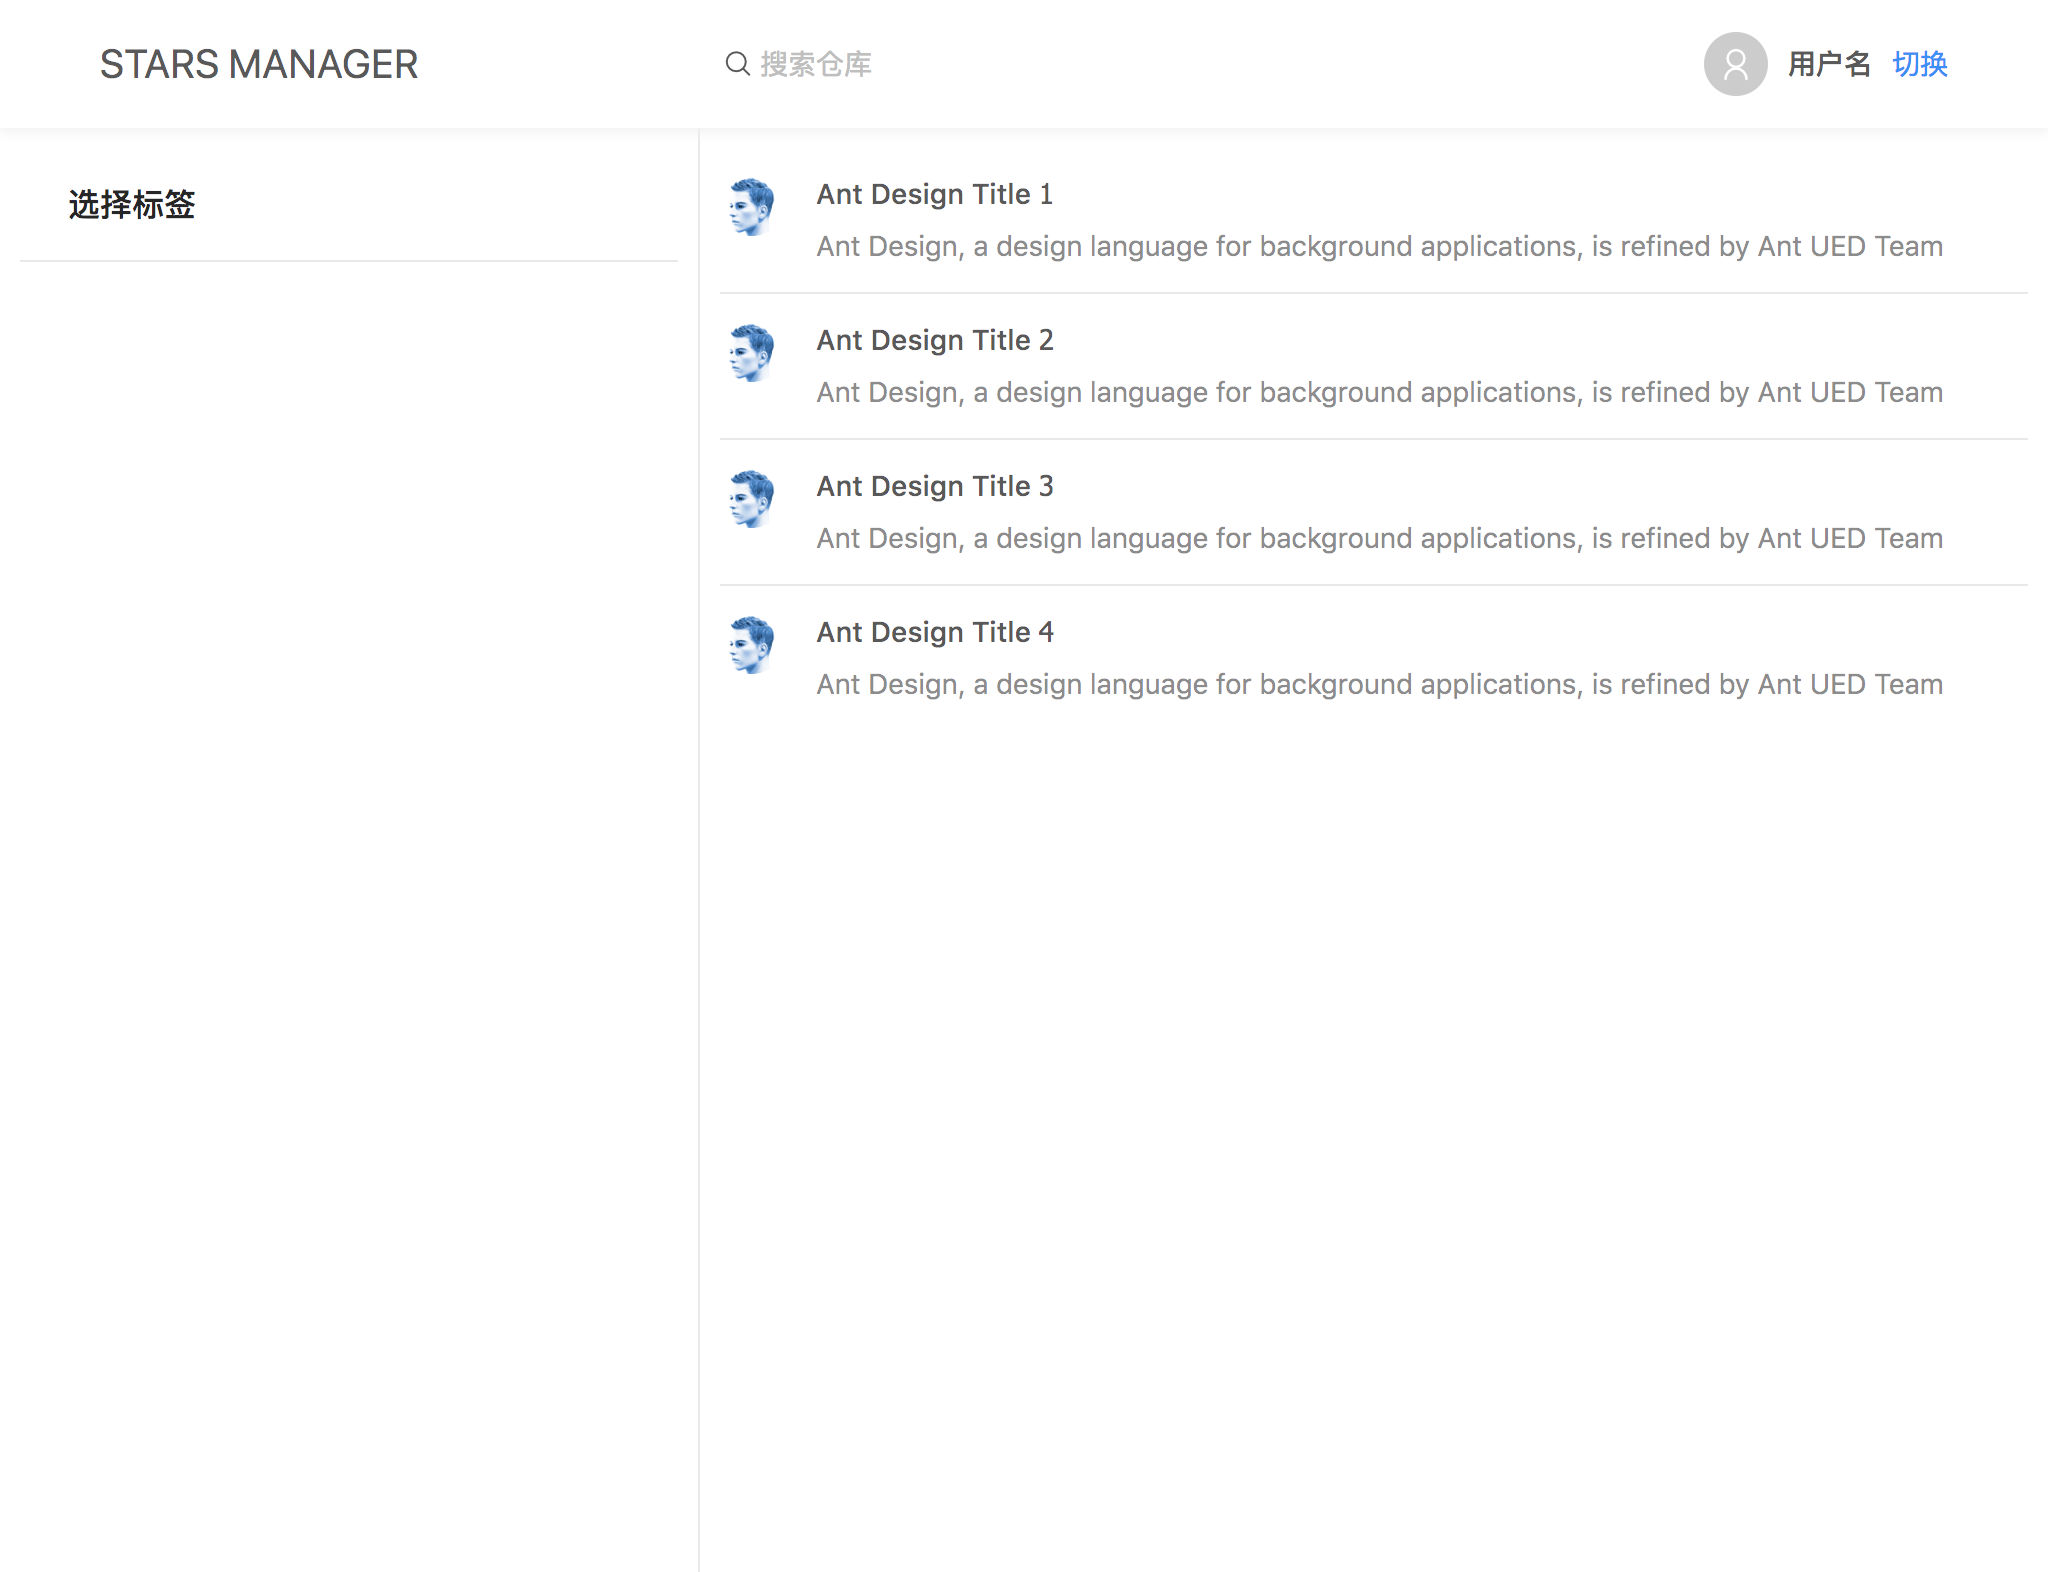 STARS MANAGER
搜索仓库
用户名 切换
选择标签
Ant Design Title 1
Ant Design, a design language for background applications, is refined by Ant UED Team
Ant Design Title 2
Ant Design, a design language for background applications, is refined by Ant UED Team
Ant Design Title 3
Ant Design, a design language for background applications, is refined by Ant UED Team
Ant Design Title 4
Ant Design, a design language for background applications, is refined by Ant UED Team